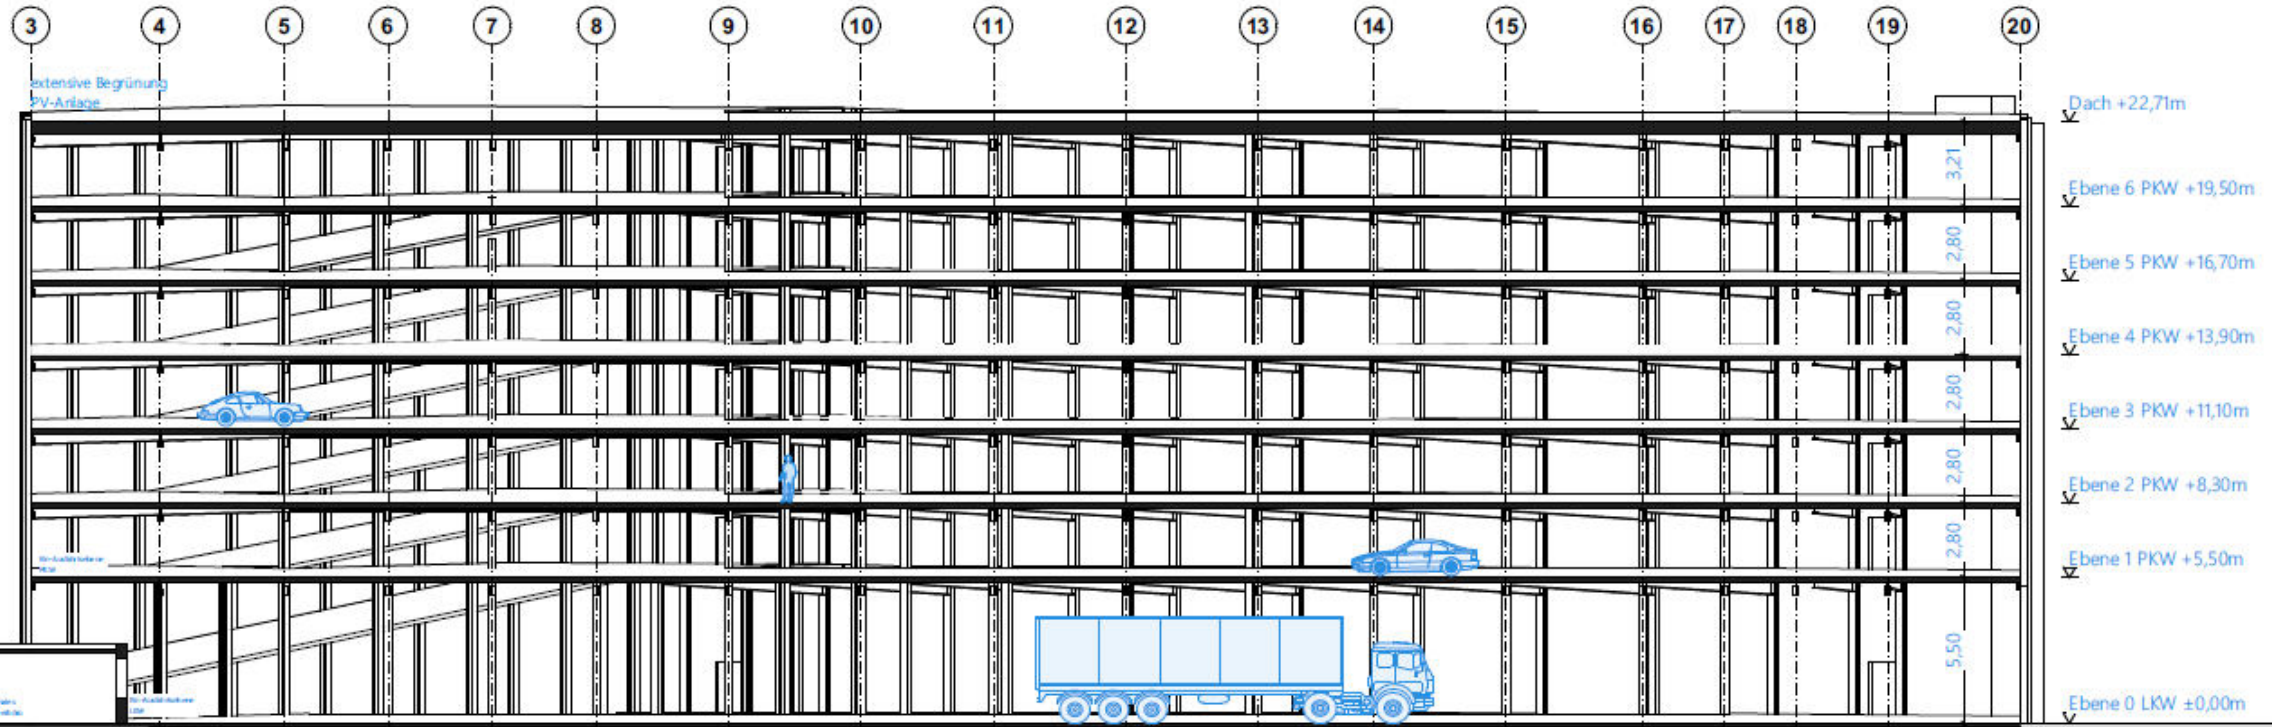 3 4 5 6 7 8 9 10 11 12 13 14 15 16 17 18 19 20
extensive Begrünung
PV-Anlage
Dach +22,71m
3,21
Ebene 6 PKW +19,50m
2,80
Ebene 5 PKW +16,70m
2,80
Ebene 4 PKW +13,90m
2,80
Ebene 3 PKW +11,10m
2,80
Ebene 2 PKW +8,30m
2,80
Ebene 1 PKW +5,50m
5,50
Ebene 0 LKW ±0,00m